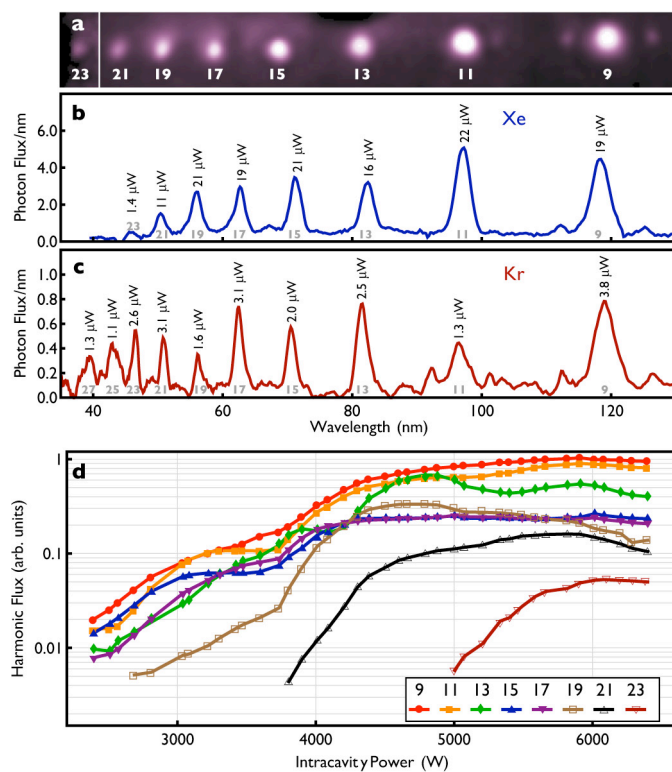 a
23 21 19 17 15 13 11 9
b
Xe
Photon Flux/nm
6.0
4.0
2.0
0.0
1.4 µW 11 µW 21 µW 19 µW 21 µW 16 µW 22 µW 19 µW
23 21 19 17 15 13 11 9
c
Kr
Photon Flux/nm
1.0
0.8
0.6
0.4
0.2
0.0
1.3 µW 1.1 µW 2.6 µW 3.1 µW 1.6 µW 3.1 µW 2.0 µW 2.5 µW 1.3 µW 3.8 µW
27 25 23 21 19 17 15 13 11 9
40 60 80 100 120
Wavelength (nm)
d
Harmonic Flux (arb. units)
1
0.1
0.01
9 11 13 15 17 19 21 23
3000 4000 5000 6000
Intracavity Power (W)